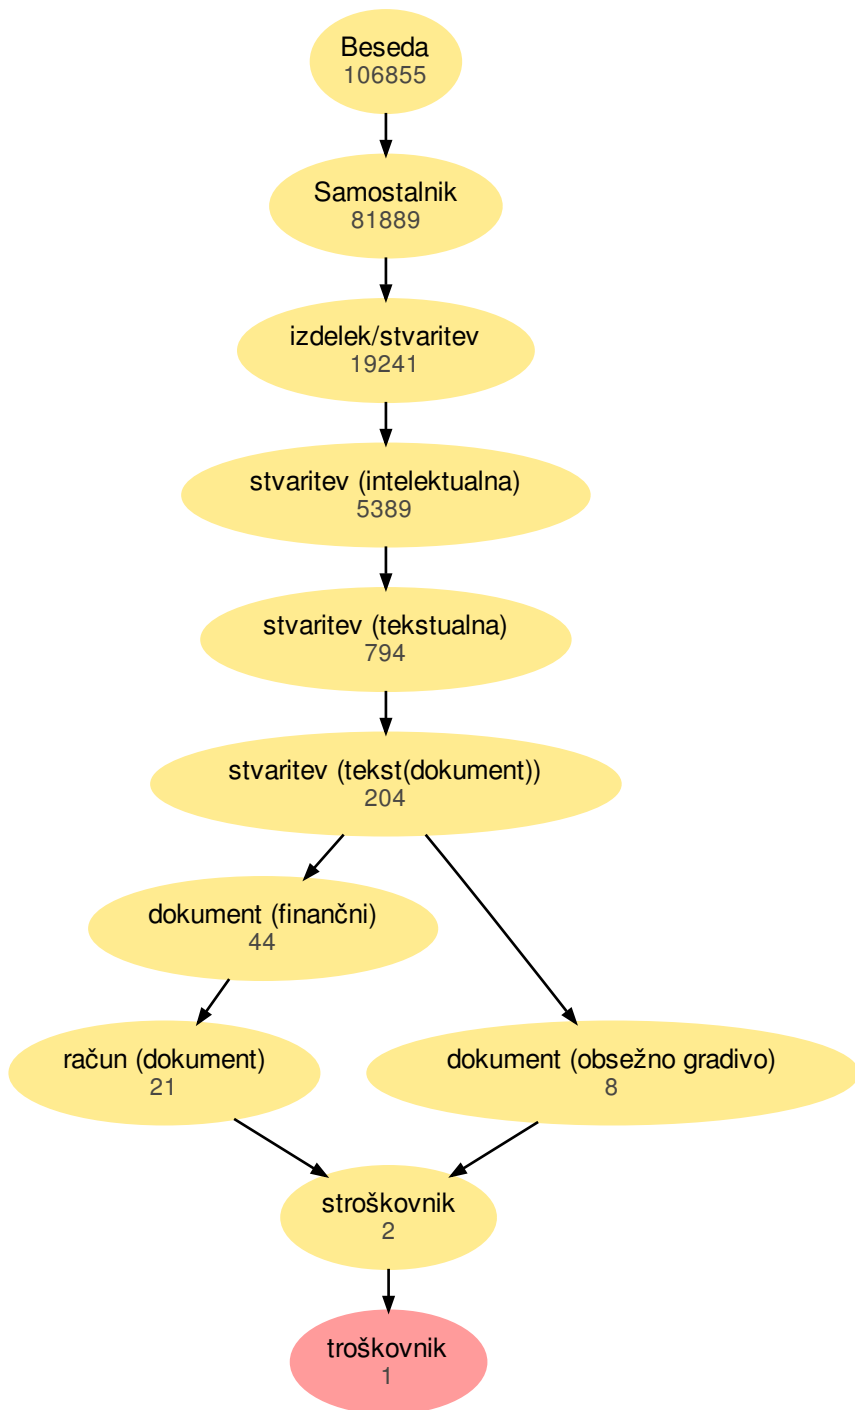 Beseda
106855
Samostalnik
81889
izdelek/stvaritev
19241
stvaritev (intelektualna)
5389
stvaritev (tekstualna)
794
stvaritev (tekst(dokument))
204
dokument (finančni)
44
račun (dokument)
21
dokument (obsežno gradivo)
8
stroškovnik
2
troškovnik
1